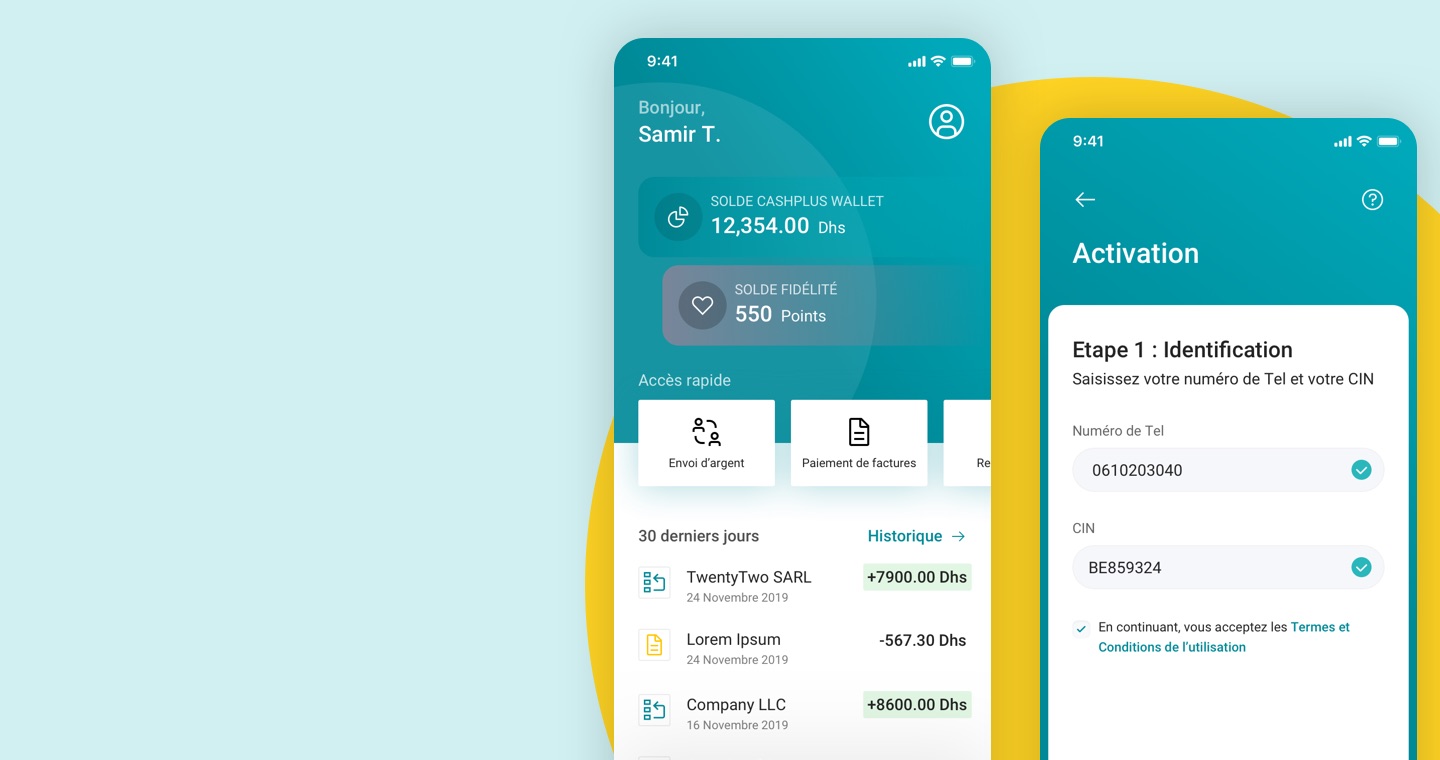 9:41
Bonjour,
Samir T.
SOLDE CASHPLUS WALLET
12,354.00 Dhs
SOLDE FIDÉLITÉ
550 Points
Accès rapide
Envoi d’argent
Paiement de factures
Re
30 derniers jours
Historique
TwentyTwo SARL
+7900.00 Dhs
24 Novembre 2019
Lorem Ipsum
-567.30 Dhs
24 Novembre 2019
Company LLC
+8600.00 Dhs
16 Novembre 2019
9:41
Activation
Etape 1 : Identification
Saisissez votre numéro de Tel et votre CIN
Numéro de Tel
0610203040
CIN
BE859324
En continuant, vous acceptez les Termes et
Conditions de l’utilisation